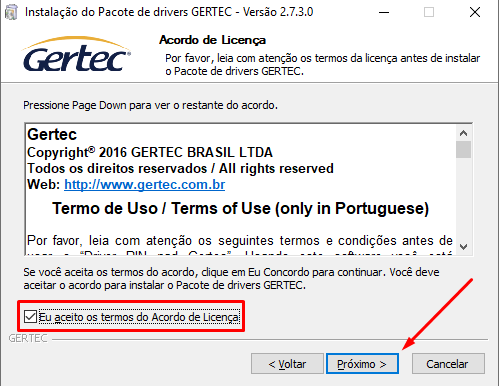 Instalação do Pacote de drivers GERTEC - Versão 2.7.3.0
Gertec
Acordo de Licença
Por favor, leia com atenção os termos da licença antes de instalar
o Pacote de drivers GERTEC.
Pressione Page Down para ver o restante do acordo.
Gertec
Copyright® 2016 GERTEC BRASIL LTDA
Todos os direitos reservados / All rights reserved
Web: http://www.gertec.com.br
Termo de Uso / Terms of Use (only in Portuguese)
Por favor, leia com atenção os seguintes termos e condições antes de
Se você aceita os termos do acordo, clique em Eu Concordo para continuar. Você deve
aceitar o acordo para instalar o Pacote de drivers GERTEC.
Eu aceito os termos do Acordo de Licença
GERTEC
< Voltar
Próximo >
Cancelar